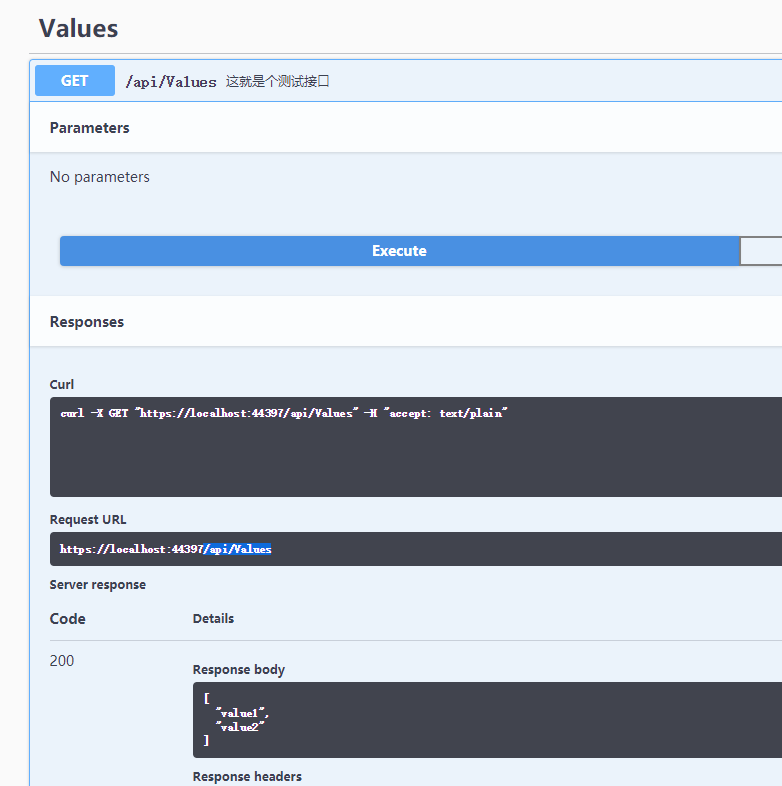 Values
GET /api/Values 这就是个测试接口
Parameters
No parameters
Execute
Responses
Curl
curl -X GET "https://localhost:44397/api/Values" -H "accept: text/plain"
Request URL
https://localhost:44397/api/Values
Server response
Code Details
200
Response body
[
"value1",
"value2"
]
Response headers